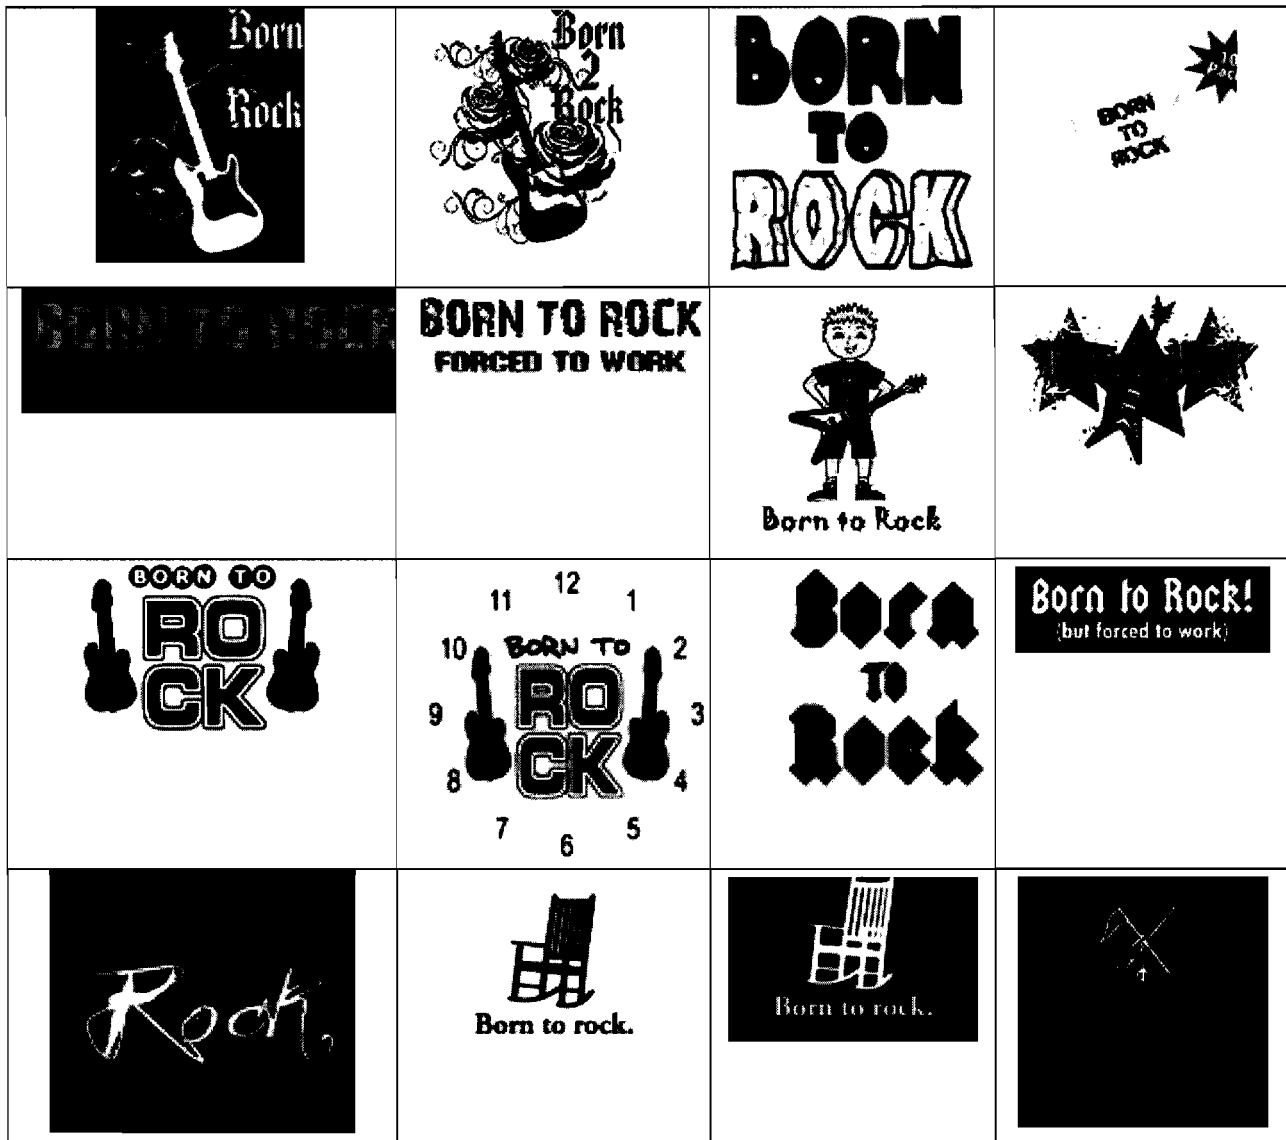 Born
Rock
Born
2
Rock
BORN
TO
ROCK
BORN
TO
ROCK
BORN TO ROCK
BORN TO ROCK
FORCED TO WORK
Born to Rock
BORN TO
RO
CK
12
11
1
10
BORN TO
2
RO
9
3
CK
8
4
7
5
6
Born
TO
Rock
Born to Rock!
(but forced to work)
Rock.
Born to rock.
Born to rock.